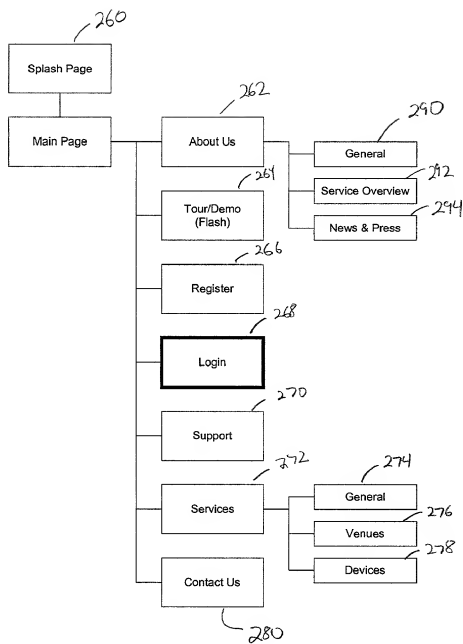 260
Splash Page
262
290
Main Page
About Us
General
264
292
Tour/Demo
(Flash)
Service Overview
294
News & Press
266
Register
268
Login
270
Support
272
274
Services
General
276
Venues
278
Devices
Contact Us
280